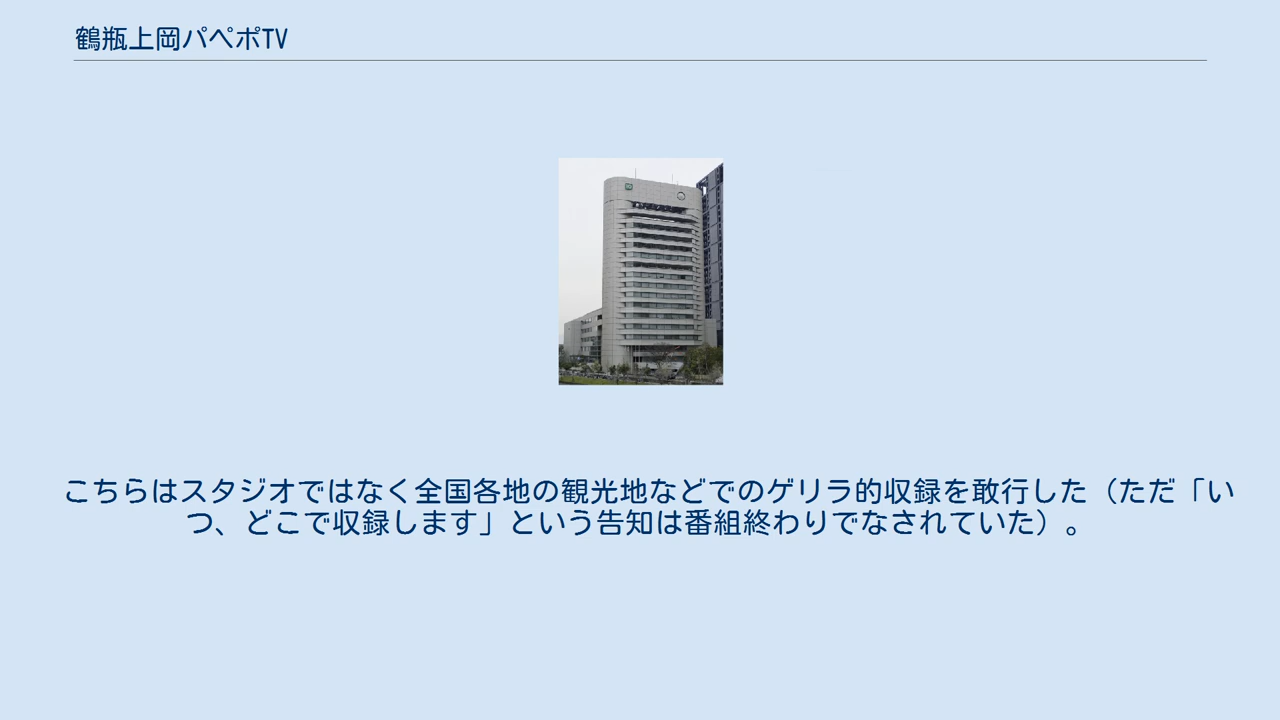 鶴瓶上岡パペポTV
こちらはスタジオではなく全国各地の観光地などでのゲリラ的収録を敢行した（ただ「い
つ、どこで収録します」という告知は番組終わりでなされていた）。